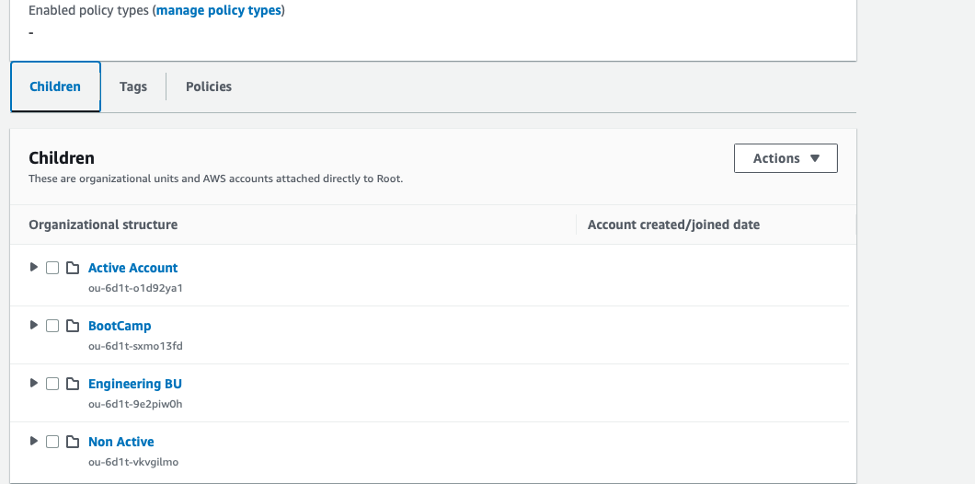 Enabled policy types (manage policy types)
-
Children Tags Policies
Children
Actions
These are organizational units and AWS accounts attached directly to Root.
Organizational structure Account created/joined date
Active Account
ou-6d1t-o1d92ya1
BootCamp
ou-6d1t-sxmo13fd
Engineering BU
ou-6d1t-9e2piw0h
Non Active
ou-6d1t-vkvgilmo